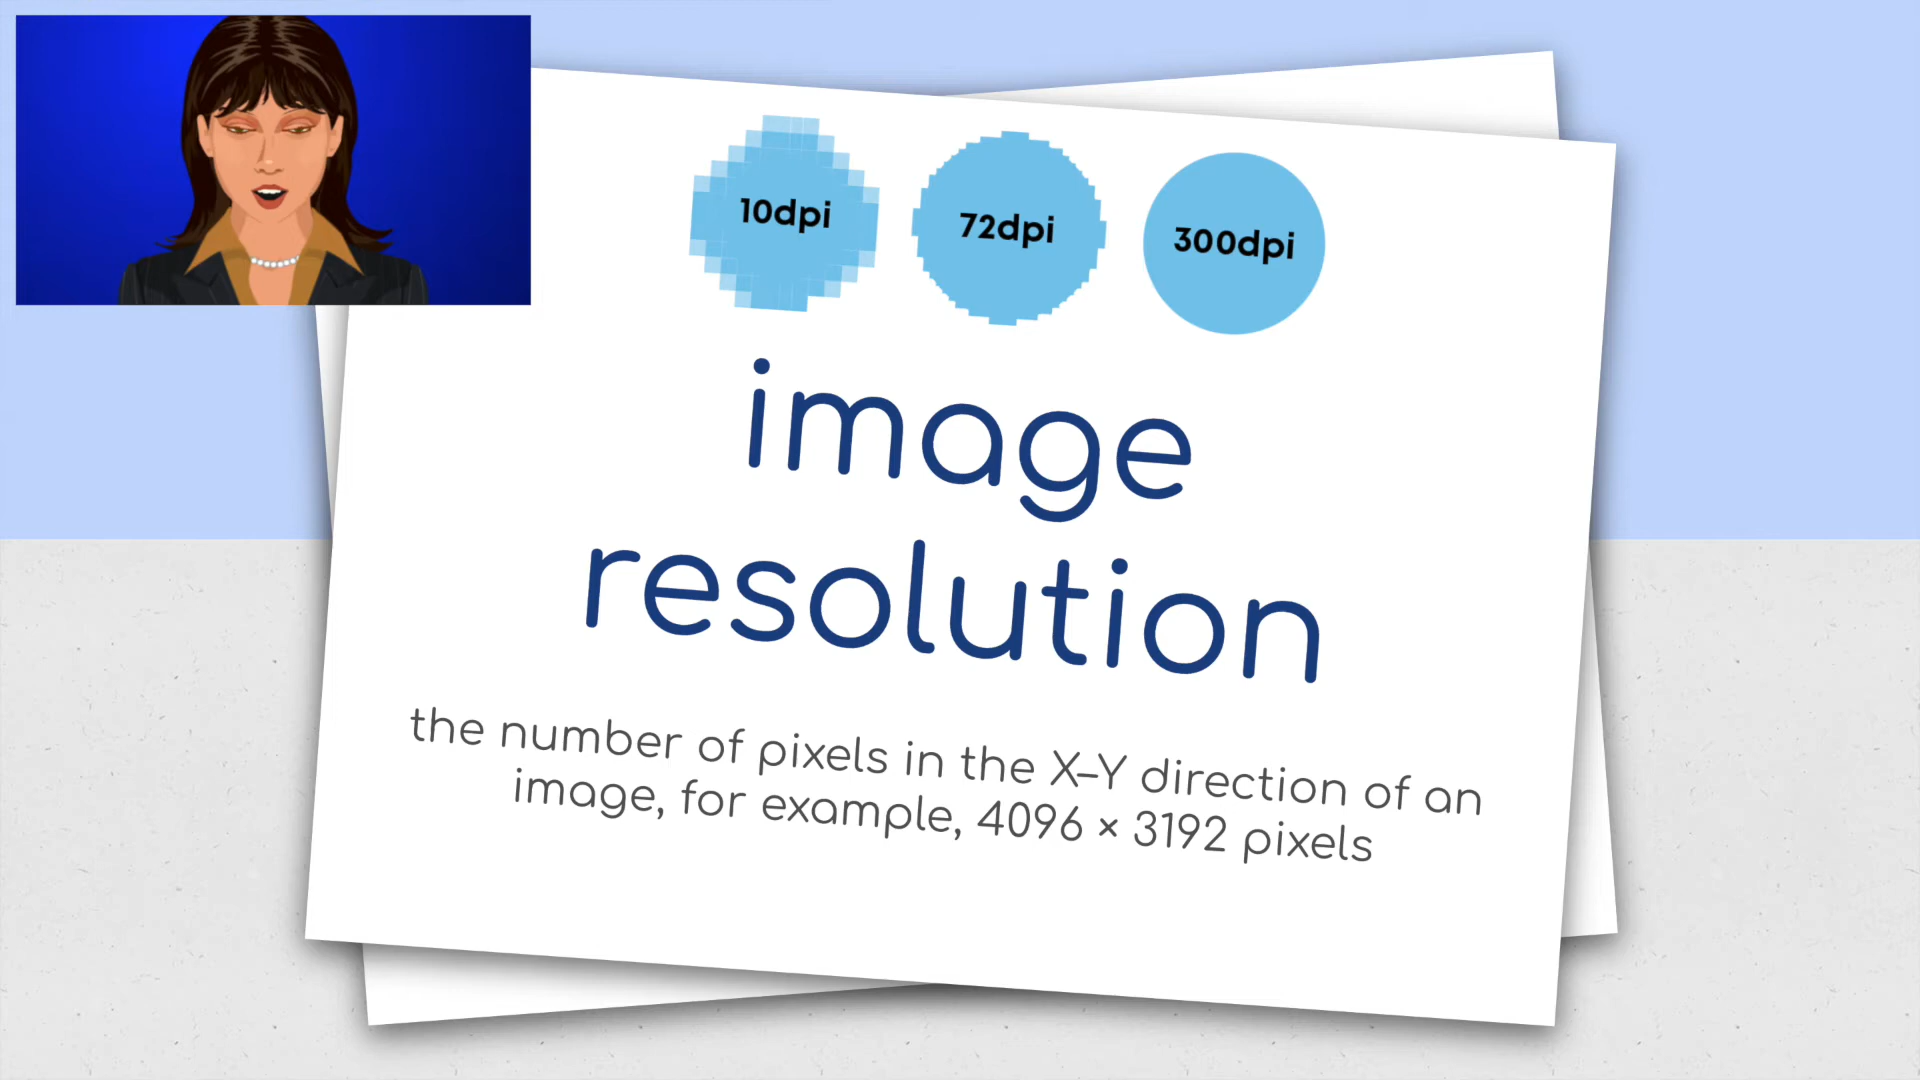 10dpi 72dpi 300dpi
image
resolution
the number of pixels in the X–Y direction of an
image, for example, 4096 × 3192 pixels